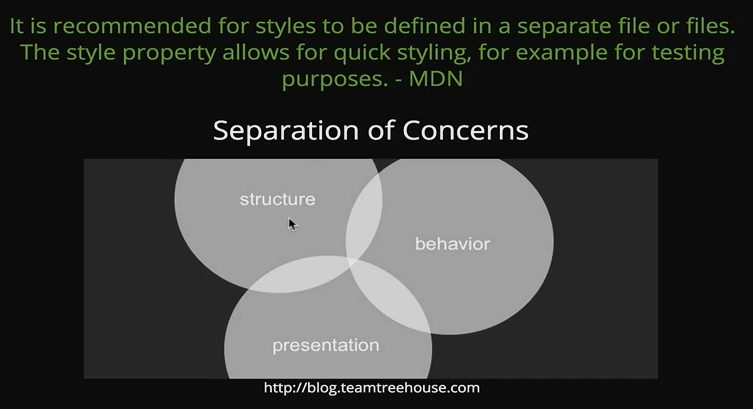 It is recommended for styles to be defined in a separate file or files.
The style property allows for quick styling, for example for testing
purposes. - MDN
Separation of Concerns
structure
behavior
presentation
http://blog.teamtreehouse.com